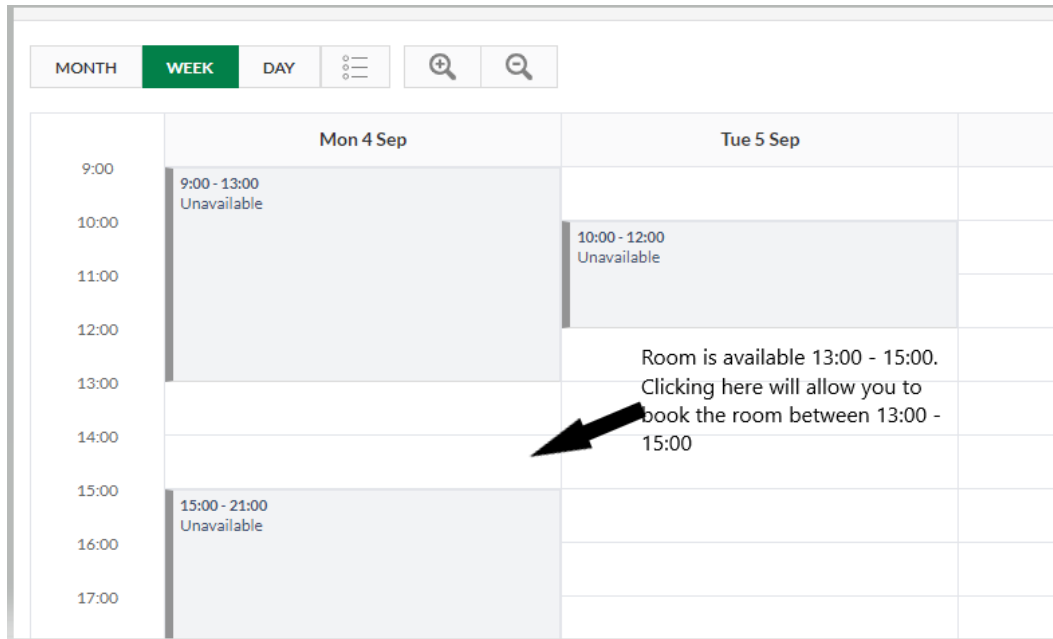 MONTH WEEK DAY
Mon 4 Sep Tue 5 Sep
9:00
9:00 - 13:00
Unavailable
10:00
10:00 - 12:00
Unavailable
11:00
12:00
Room is available 13:00 - 15:00.
Clicking here will allow you to
book the room between 13:00 -
15:00
13:00
14:00
15:00
15:00 - 21:00
Unavailable
16:00
17:00